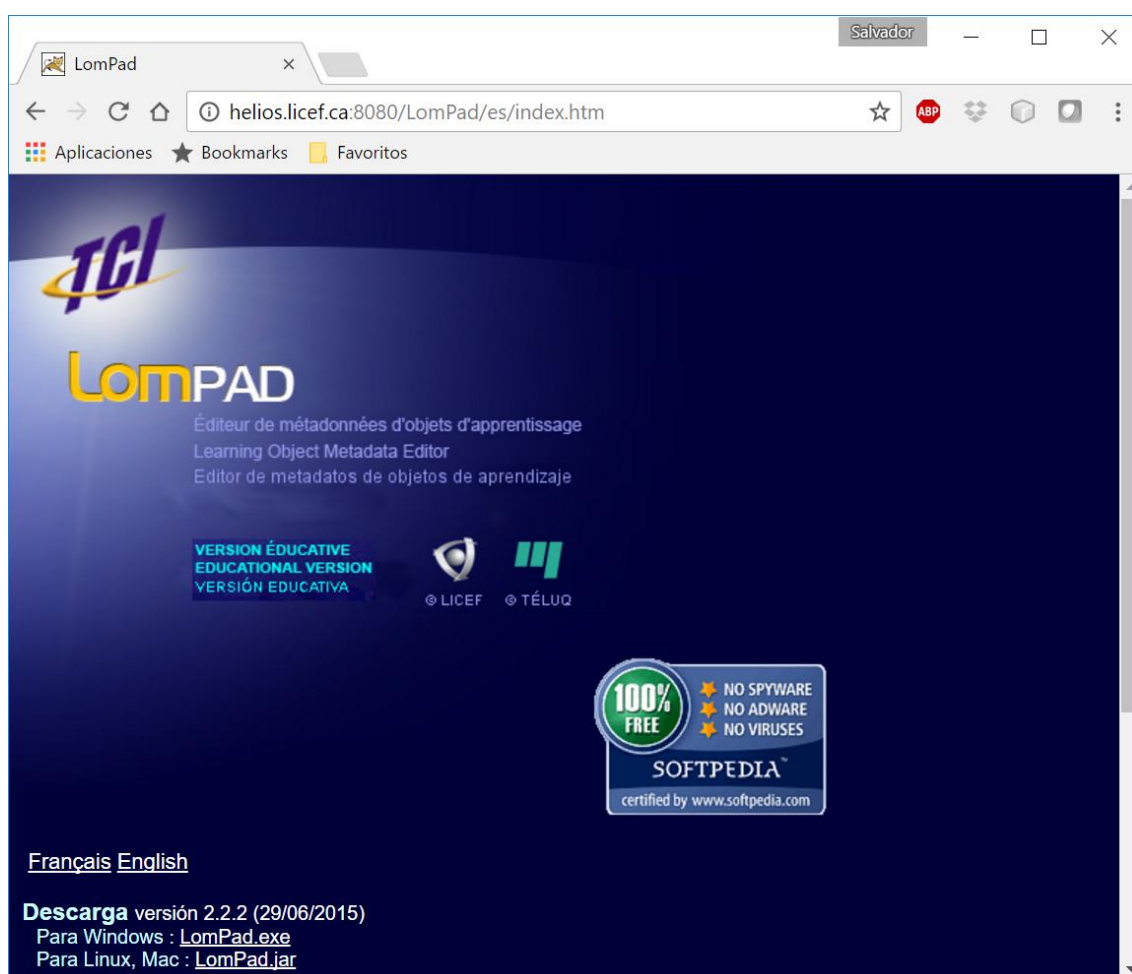 Salvador
LomPad
helios.licef.ca:8080/LomPad/es/index.htm
ABP
Aplicaciones Bookmarks Favoritos
TCI
LomPAD
Éditeur de métadonnées d'objets d'apprentissage
Learning Object Metadata Editor
Editor de metadatos de objetos de aprendizaje
VERSION ÉDUCATIVE
EDUCATIONAL VERSION
VERSIÓN EDUCATIVA
© LICEF © TÉLUQ
100%
FREE
NO SPYWARE
NO ADWARE
NO VIRUSES
SOFTPEDIA™
certified by www.softpedia.com
Français English
Descarga versión 2.2.2 (29/06/2015)
Para Windows : LomPad.exe
Para Linux, Mac : LomPad.jar